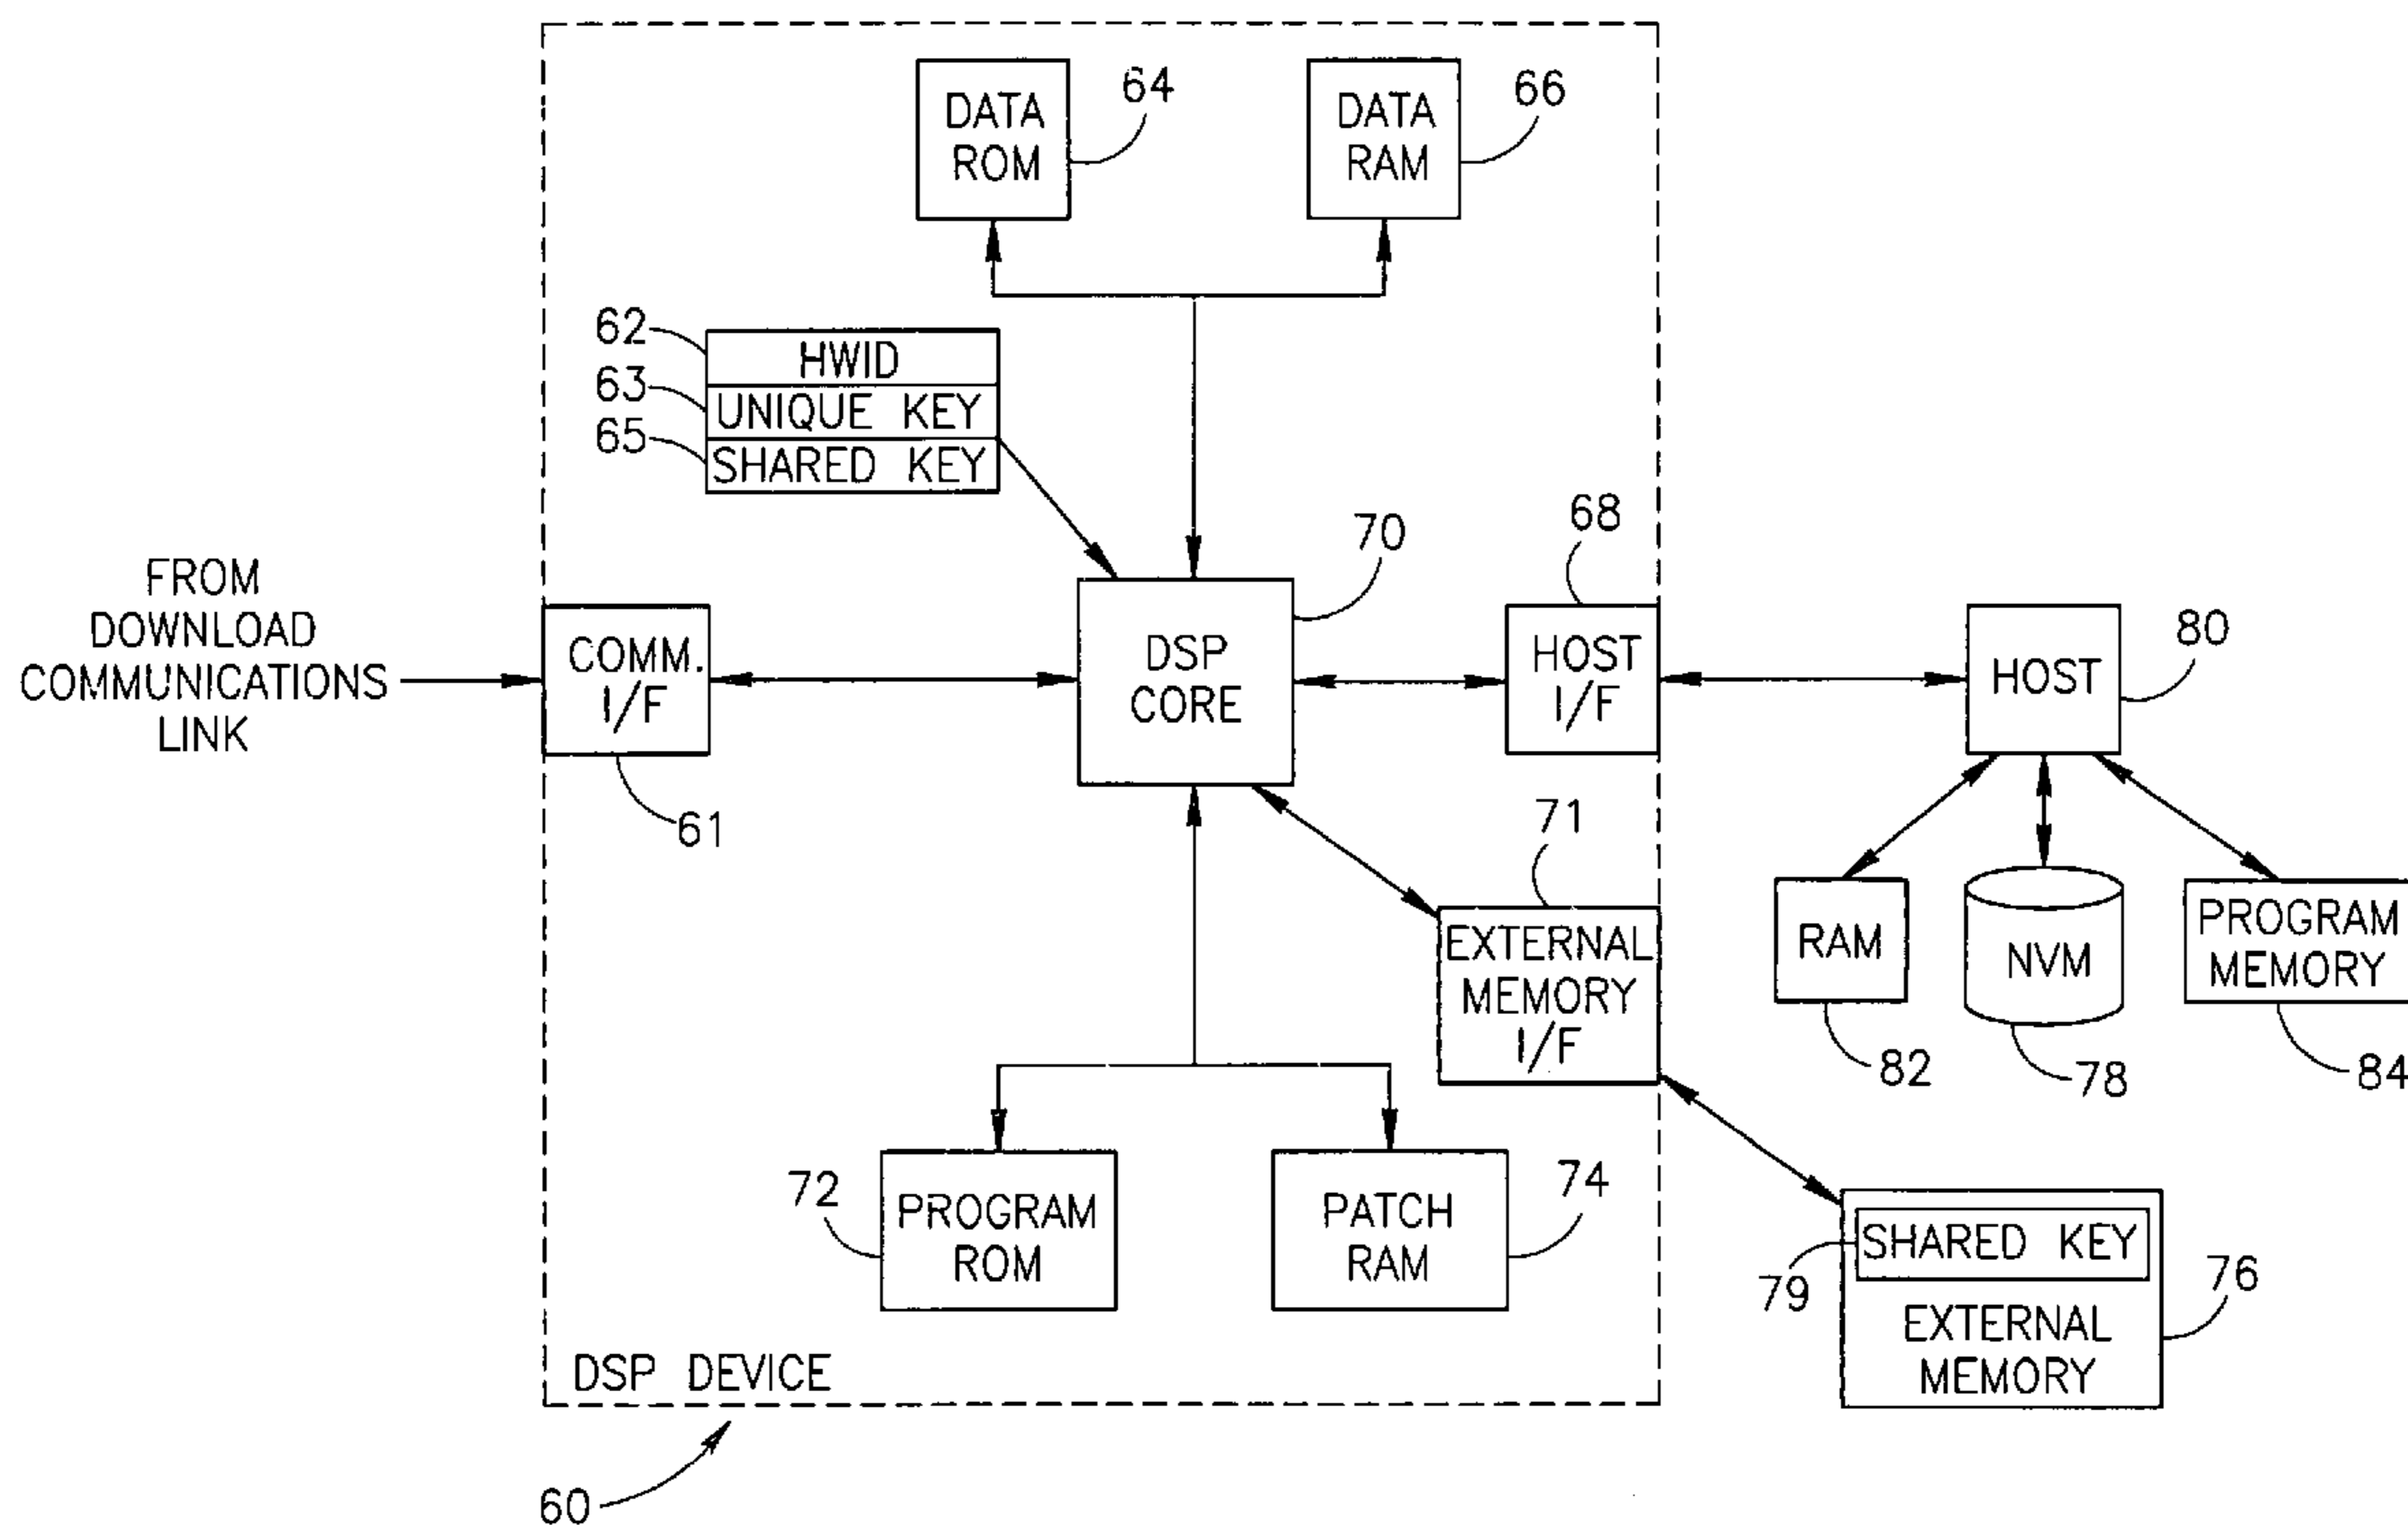 DATA
ROM
64
DATA
RAM
66
62
HWID
63
UNIQUE KEY
65
SHARED KEY
FROM
DOWNLOAD
COMMUNICATIONS
LINK
COMM.
I/F
61
DSP
CORE
70
HOST
I/F
68
HOST
80
71
EXTERNAL
MEMORY
I/F
RAM
82
NVM
78
PROGRAM
MEMORY
84
72
PROGRAM
ROM
PATCH
RAM
74
79
SHARED KEY
EXTERNAL
MEMORY
76
DSP DEVICE
60